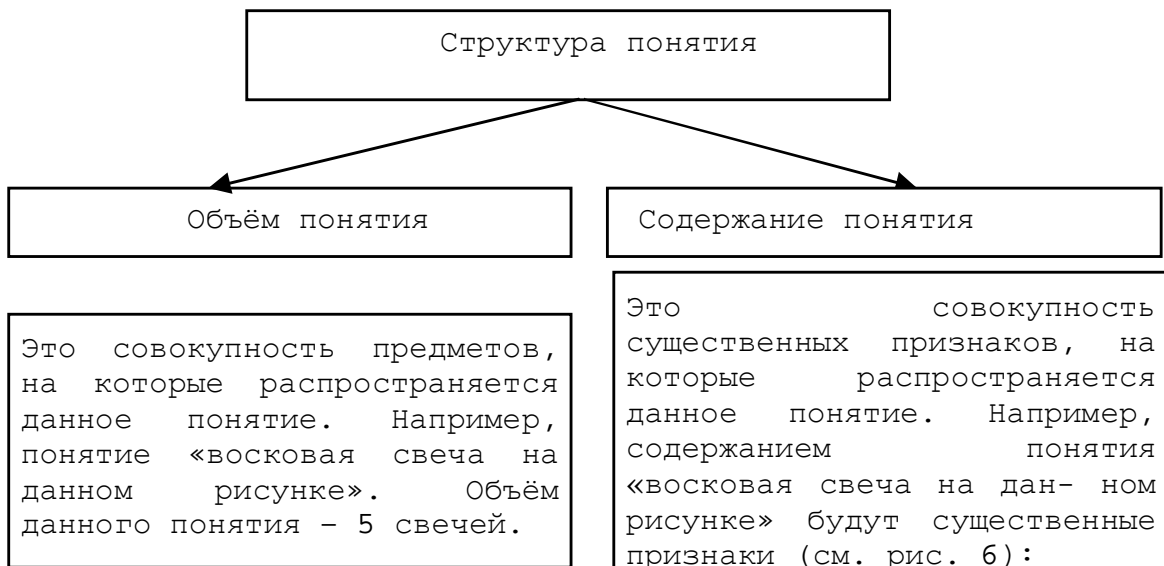 Структура понятия
Объём понятия
Содержание понятия
Это совокупность предметов,
на которые распространяется
данное понятие. Например,
понятие «восковая свеча на
данном рисунке». Объём
данного понятия – 5 свечей.
Это совокупность
существенных признаков, на
которые распространяется
данное понятие. Например,
содержанием понятия
«восковая свеча на дан- ном
рисунке» будут существенные
признаки (см. рис. 6):